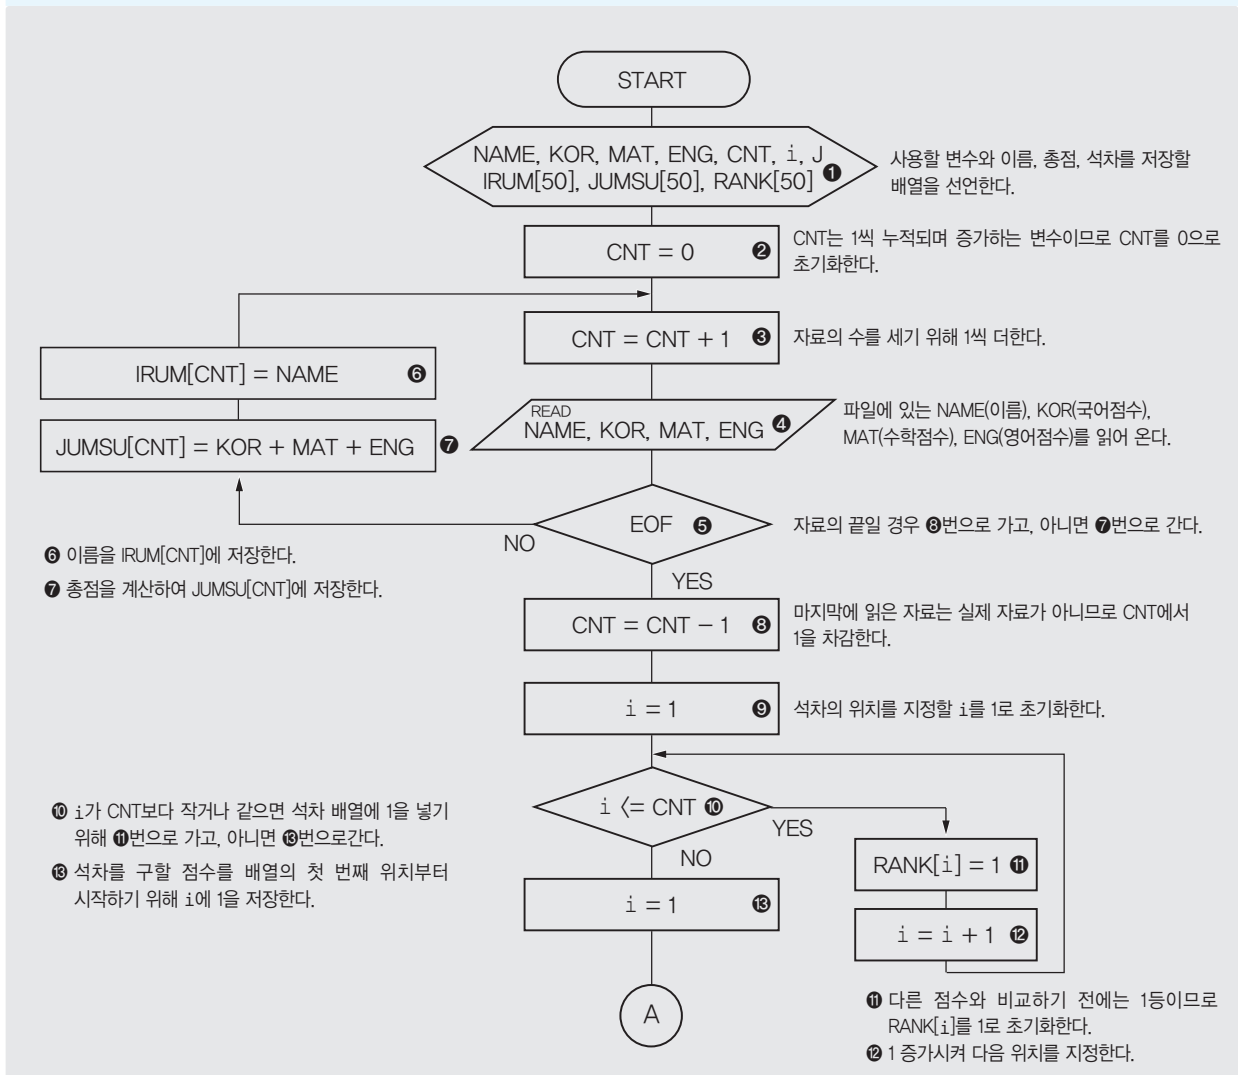 START
NAME, KOR, MAT, ENG, CNT, i, J
IRUM[50], JUMSU[50], RANK[50] ❶
사용할 변수와 이름, 총점, 석차를 저장할
배열을 선언한다.
CNT = 0 ❷
CNT는 1씩 누적되며 증가하는 변수이므로 CNT를 0으로
초기화한다.
CNT = CNT + 1 ❸
자료의 수를 세기 위해 1씩 더한다.
IRUM[CNT] = NAME ❻
READ
NAME, KOR, MAT, ENG ❹
파일에 있는 NAME(이름), KOR(국어점수),
MAT(수학점수), ENG(영어점수)를 읽어 온다.
JUMSU[CNT] = KOR + MAT + ENG ❼
EOF ❺
자료의 끝일 경우 ❽번으로 가고, 아니면 ❼번으로 간다.
NO
❻ 이름을 IRUM[CNT]에 저장한다.
❼ 총점을 계산하여 JUMSU[CNT]에 저장한다.
YES
CNT = CNT − 1 ❽
마지막에 읽은 자료는 실제 자료가 아니므로 CNT에서
1을 차감한다.
i = 1 ❾
석차의 위치를 지정할 i를 1로 초기화한다.
i <= CNT ❿
YES
NO
❿ i가 CNT보다 작거나 같으면 석차 배열에 1을 넣기
위해 ⓫번으로 가고, 아니면 ⓭번으로간다.
⓭ 석차를 구할 점수를 배열의 첫 번째 위치부터
시작하기 위해 i에 1을 저장한다.
RANK[i] = 1 ⓫
i = 1 ⓭
i = i + 1 ⓬
A
⓫ 다른 점수와 비교하기 전에는 1등이므로
RANK[i]를 1로 초기화한다.
⓬ 1 증가시켜 다음 위치를 지정한다.